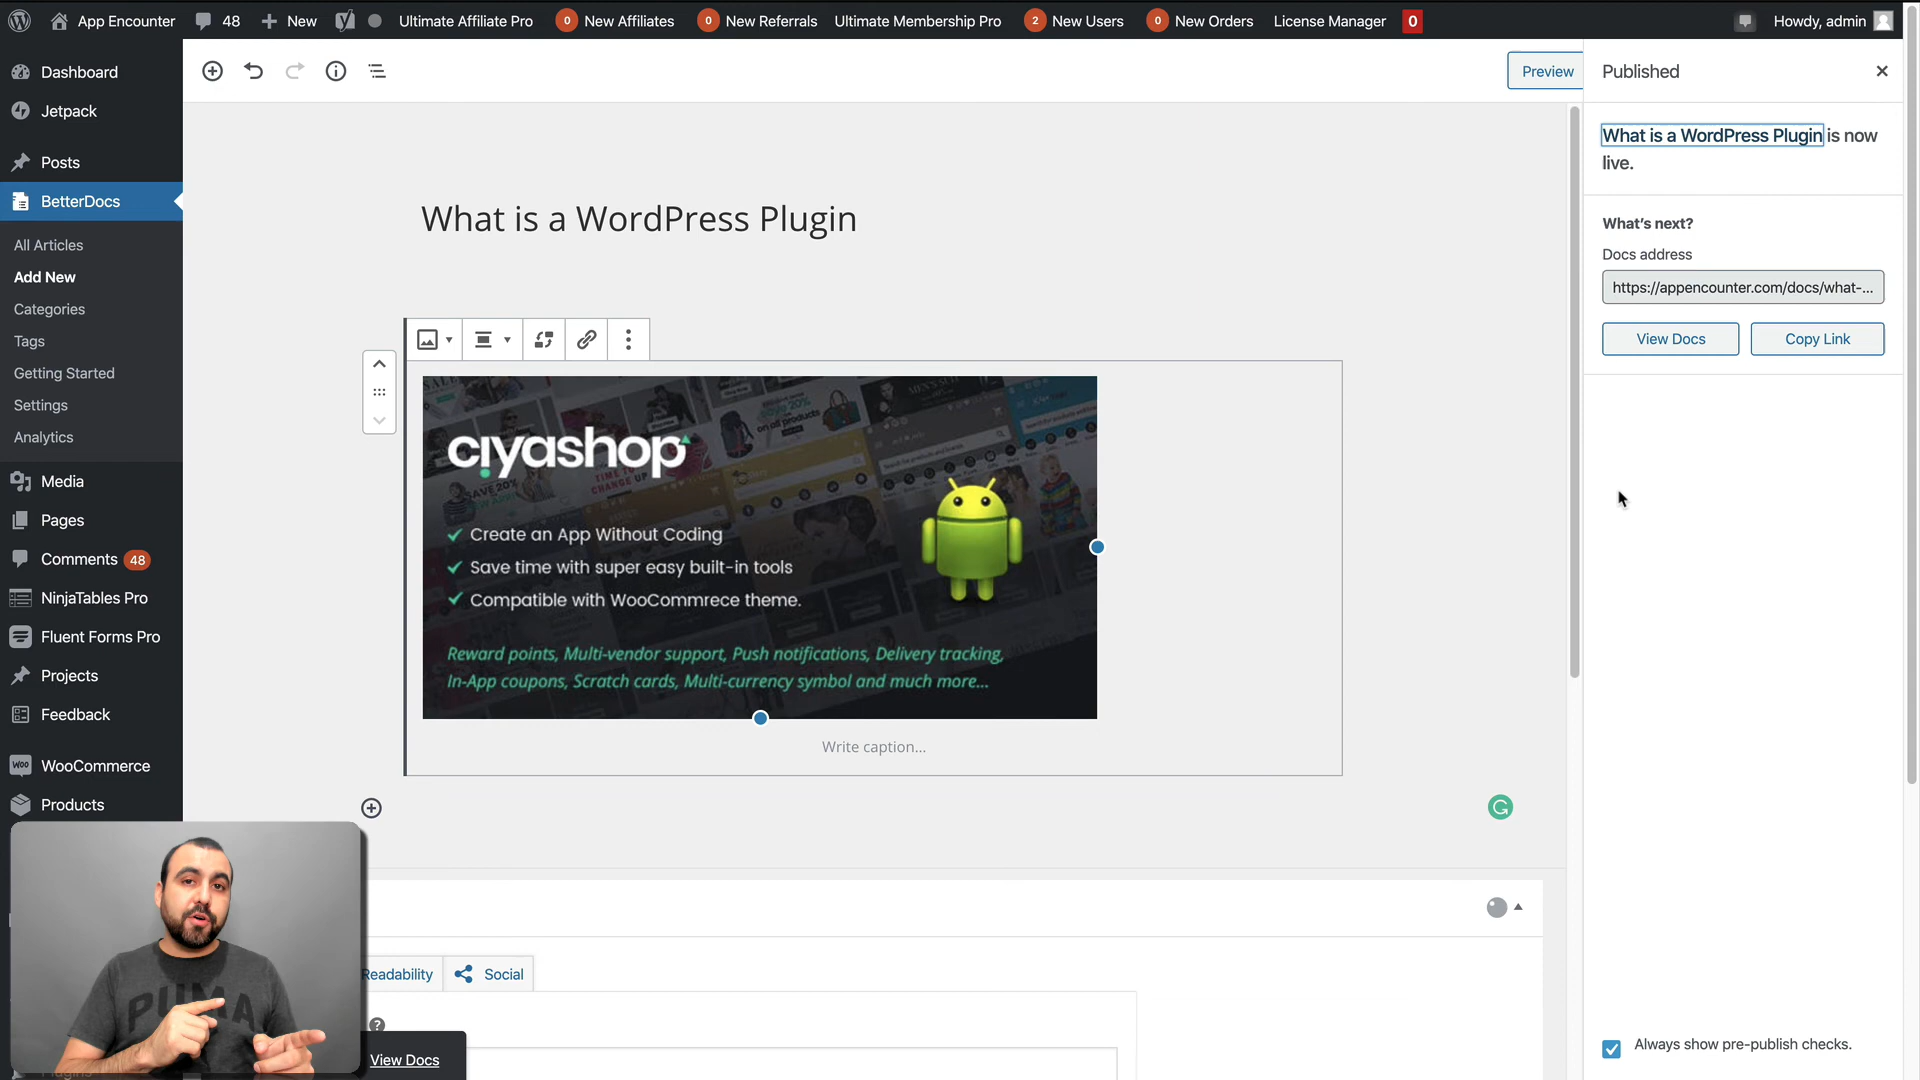 App Encounter 48 New Ultimate Affiliate Pro 0 New Affiliates 0 New Referrals Ultimate Membership Pro 2 New Users 0 New Orders License Manager 0 Howdy, admin
Dashboard
Jetpack
Posts
BetterDocs
All Articles
Add New
Categories
Tags
Getting Started
Settings
Analytics
Media
Pages
Comments 48
NinjaTables Pro
Fluent Forms Pro
Projects
Feedback
WooCommerce
Products
Preview
What is a WordPress Plugin
ciyashop
Create an App Without Coding
Save time with super easy built-in tools
Compatible with WooCommrece theme.
Reward points, Multi-vendor support, Push notifications, Delivery tracking,
In-App coupons, Scratch cards, Multi-currency symbol and much more...
Write caption...
Readability Social
PUMA
View Docs
Published
What is a WordPress Plugin is now
live.
What's next?
Docs address
https://appencounter.com/docs/what-...
View Docs Copy Link
Always show pre-publish checks.